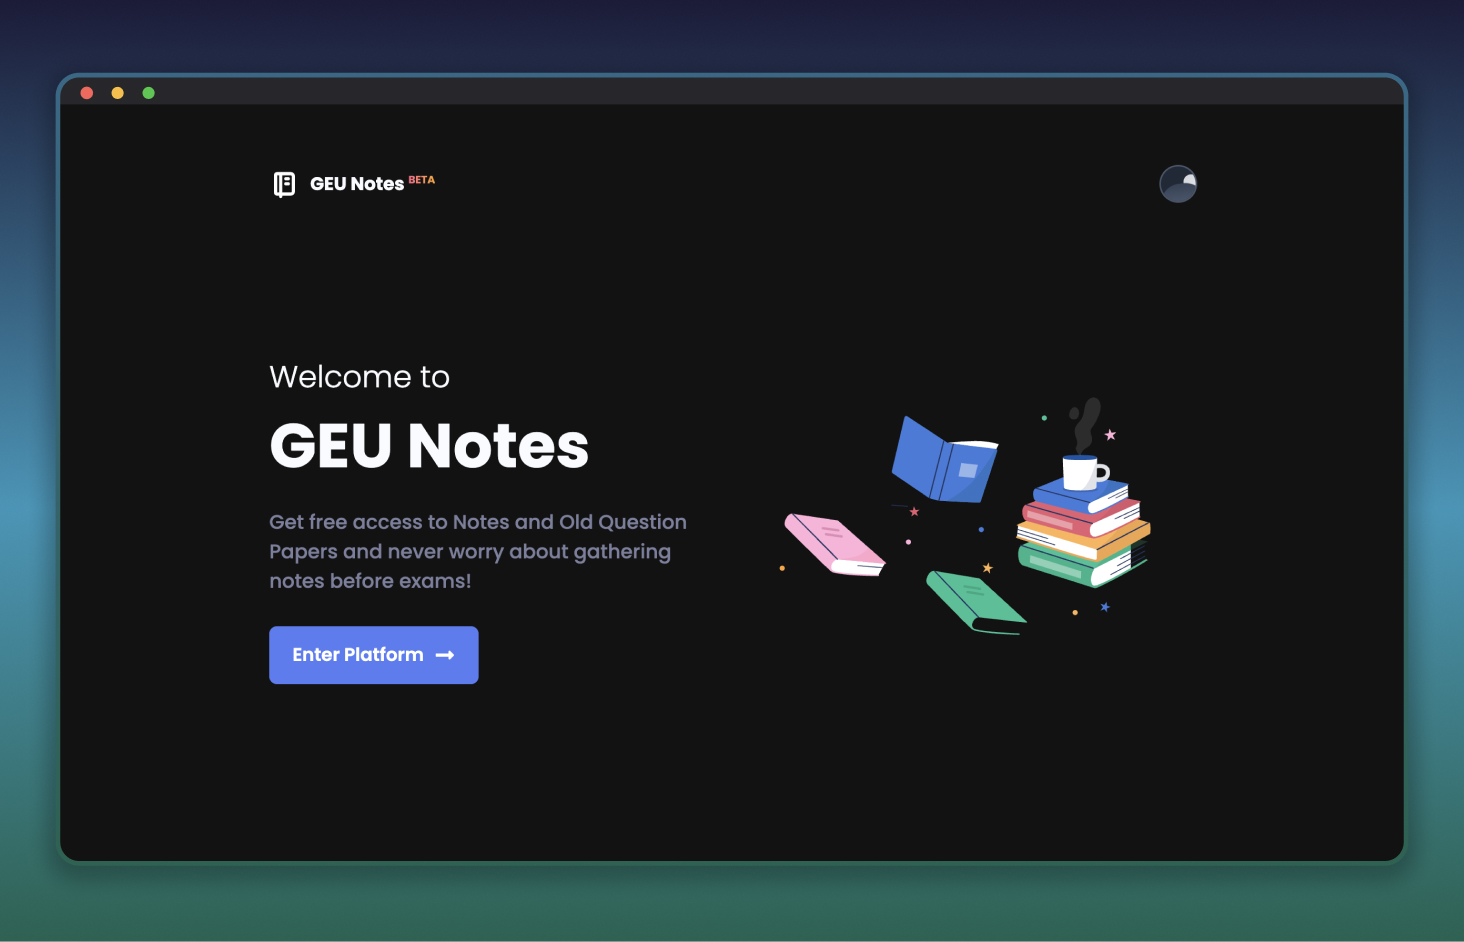 GEU Notes BETA
Welcome to
GEU Notes
Get free access to Notes and Old Question
Papers and never worry about gathering
notes before exams!
Enter Platform →